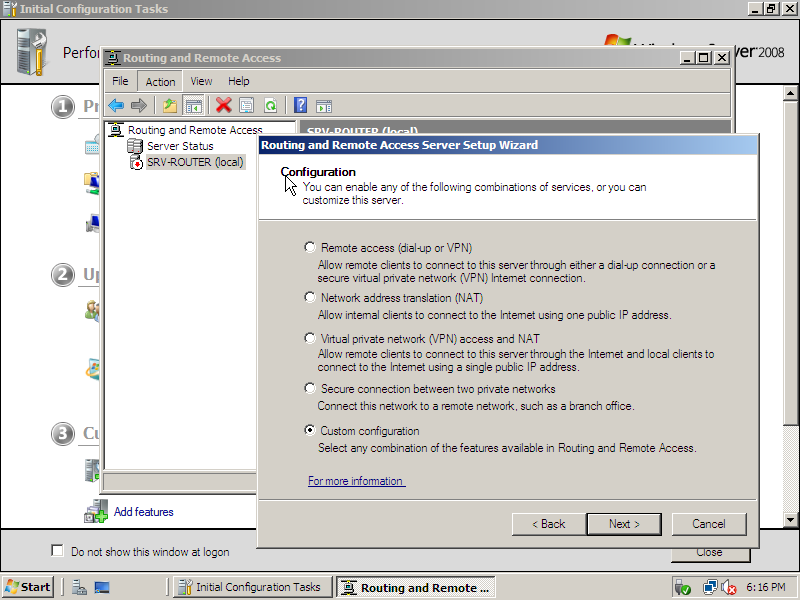 Initial Configuration Tasks
2008
Routing and Remote Access
File Action View Help
1
Routing and Remote Access
Server Status
SRV-ROUTER (local)
SRV-ROUTER (local)
Routing and Remote Access Server Setup Wizard
Configuration
You can enable any of the following combinations of services, or you can
customize this server.
Remote access (dial-up or VPN)
Allow remote clients to connect to this server through either a dial-up connection or a
secure virtual private network (VPN) Internet connection.
Network address translation (NAT)
Allow internal clients to connect to the Internet using one public IP address.
Virtual private network (VPN) access and NAT
Allow remote clients to connect to this server through the Internet and local clients to
connect to the Internet using a single public IP address.
Secure connection between two private networks
Connect this network to a remote network, such as a branch office.
Custom configuration
Select any combination of the features available in Routing and Remote Access.
For more information
< Back Next > Cancel
2
3
Add features
Do not show this window at logon
Close
Start Initial Configuration Tasks Routing and Remote ... 6:16 PM